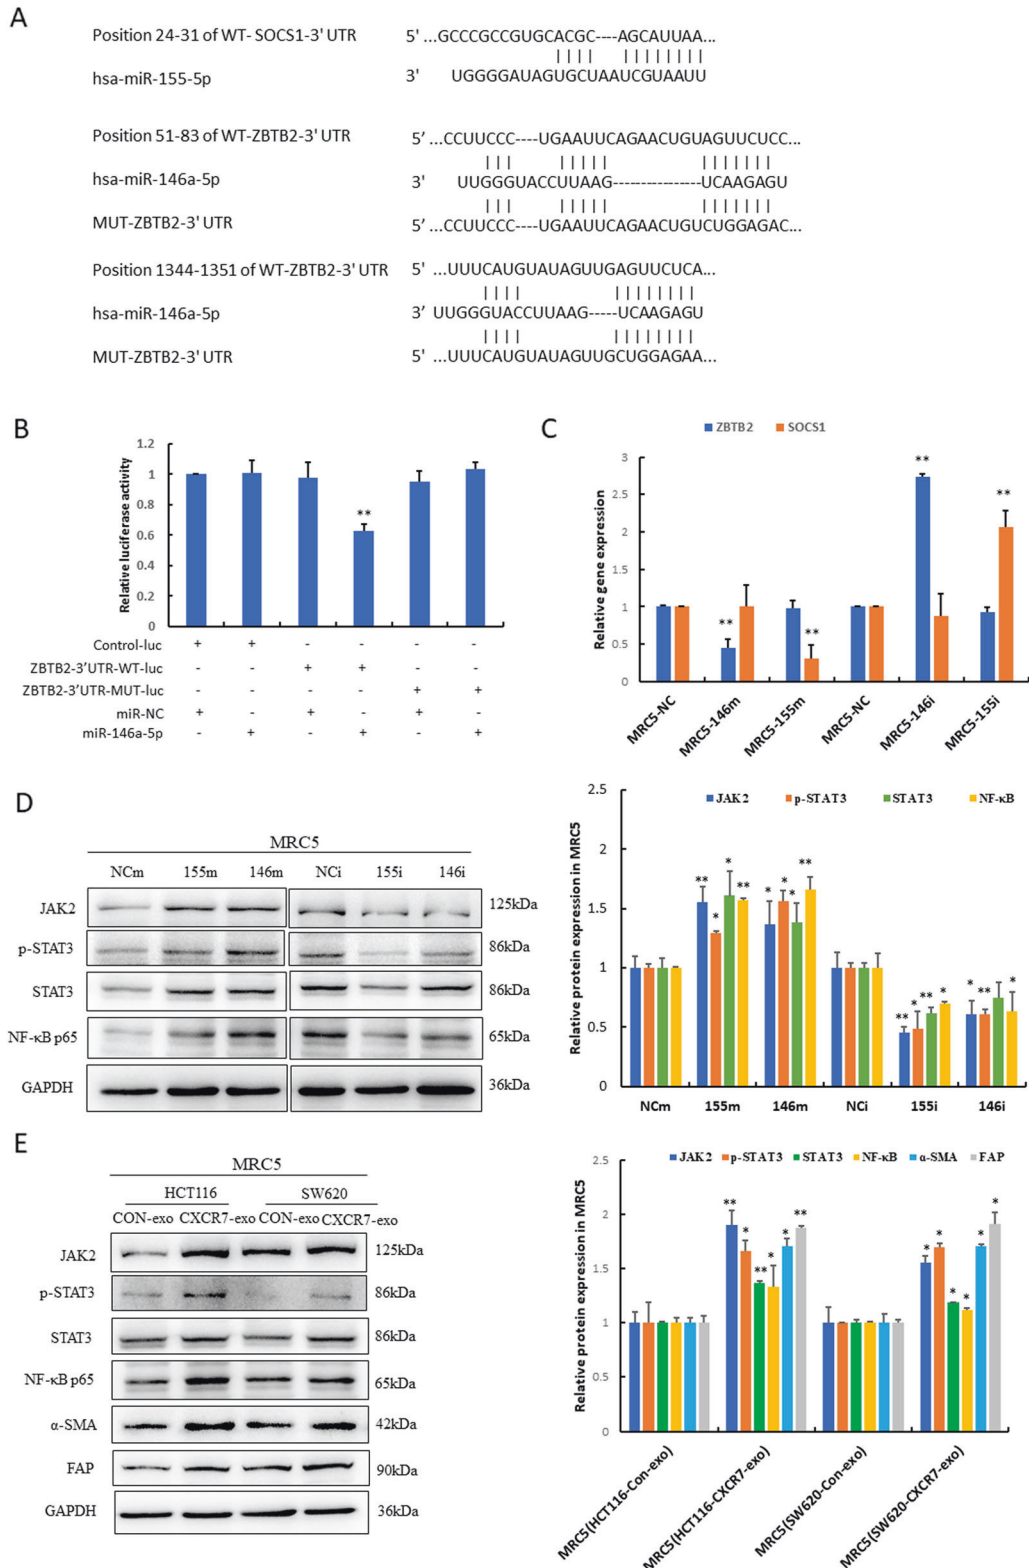 A
Position 24-31 of WT- SOCS1-3' UTR 5' ...GCCCGCCGUGCACGC----AGCAUUAA...
hsa-miR-155-5p 3' UGGGGAUAGUGCUAAUCGUAAUU
Position 51-83 of WT-ZBTB2-3' UTR 5’ ...CCUUCCC----UGAAUUCAGAACUGUAGUUCUCC...
hsa-miR-146a-5p 3' UUGGGUACCUUAAG----------------UCAAGAGU
MUT-ZBTB2-3' UTR 5' ...CCUUCCC----UGAAUUCAGAACUGUCUGGAGAC...
Position 1344-1351 of WT-ZBTB2-3' UTR 5' ...UUUCAUGUAUAGUUGAGUUCUCA...
hsa-miR-146a-5p 3’ UUGGGUACCUUAAG-----UCAAGAGU
MUT-ZBTB2-3' UTR 5' ...UUUCAUGUAUAGUUGCUGGAGAA...
B
Relative luciferase activity
1.2
1
0.8
0.6
0.4
0.2
0
**
Control-luc + + - - - -
ZBTB2-3'UTR-WT-luc - - + + - -
ZBTB2-3'UTR-MUT-luc - - - - + +
miR-NC + - + - + -
miR-146a-5p - + - + - +
C
ZBTB2 SOCS1
Relative gene expression
3
2.5
2
1.5
1
0.5
0
** ** ** **
MRC5-NC MRC5-146m MRC5-155m MRC5-NC MRC5-146i MRC5-155i
D
MRC5
NCm 155m 146m NCi 155i 146i
JAK2 125kDa
p-STAT3 86kDa
STAT3 86kDa
NF-κB p65 65kDa
GAPDH 36kDa
JAK2 p-STAT3 STAT3 NF-κB
Relative protein expression in MRC5
2.5
2
1.5
1
0.5
0
** * * ** * * * ** ** * ** * * ** *
NCm 155m 146m NCi 155i 146i
E
MRC5
HCT116 SW620
CON-exo CXCR7-exo CON-exo CXCR7-exo
JAK2 125kDa
p-STAT3 86kDa
STAT3 86kDa
NF-κB p65 65kDa
α-SMA 42kDa
FAP 90kDa
GAPDH 36kDa
JAK2 p-STAT3 STAT3 NF-κB α-SMA FAP
Relative protein expression in MRC5
2.5
2
1.5
1
0.5
0
** * ** * * ** * * * * * *
MRC5(HCT116-Con-exo) MRC5(HCT116-CXCR7-exo) MRC5(SW620-Con-exo) MRC5(SW620-CXCR7-exo)